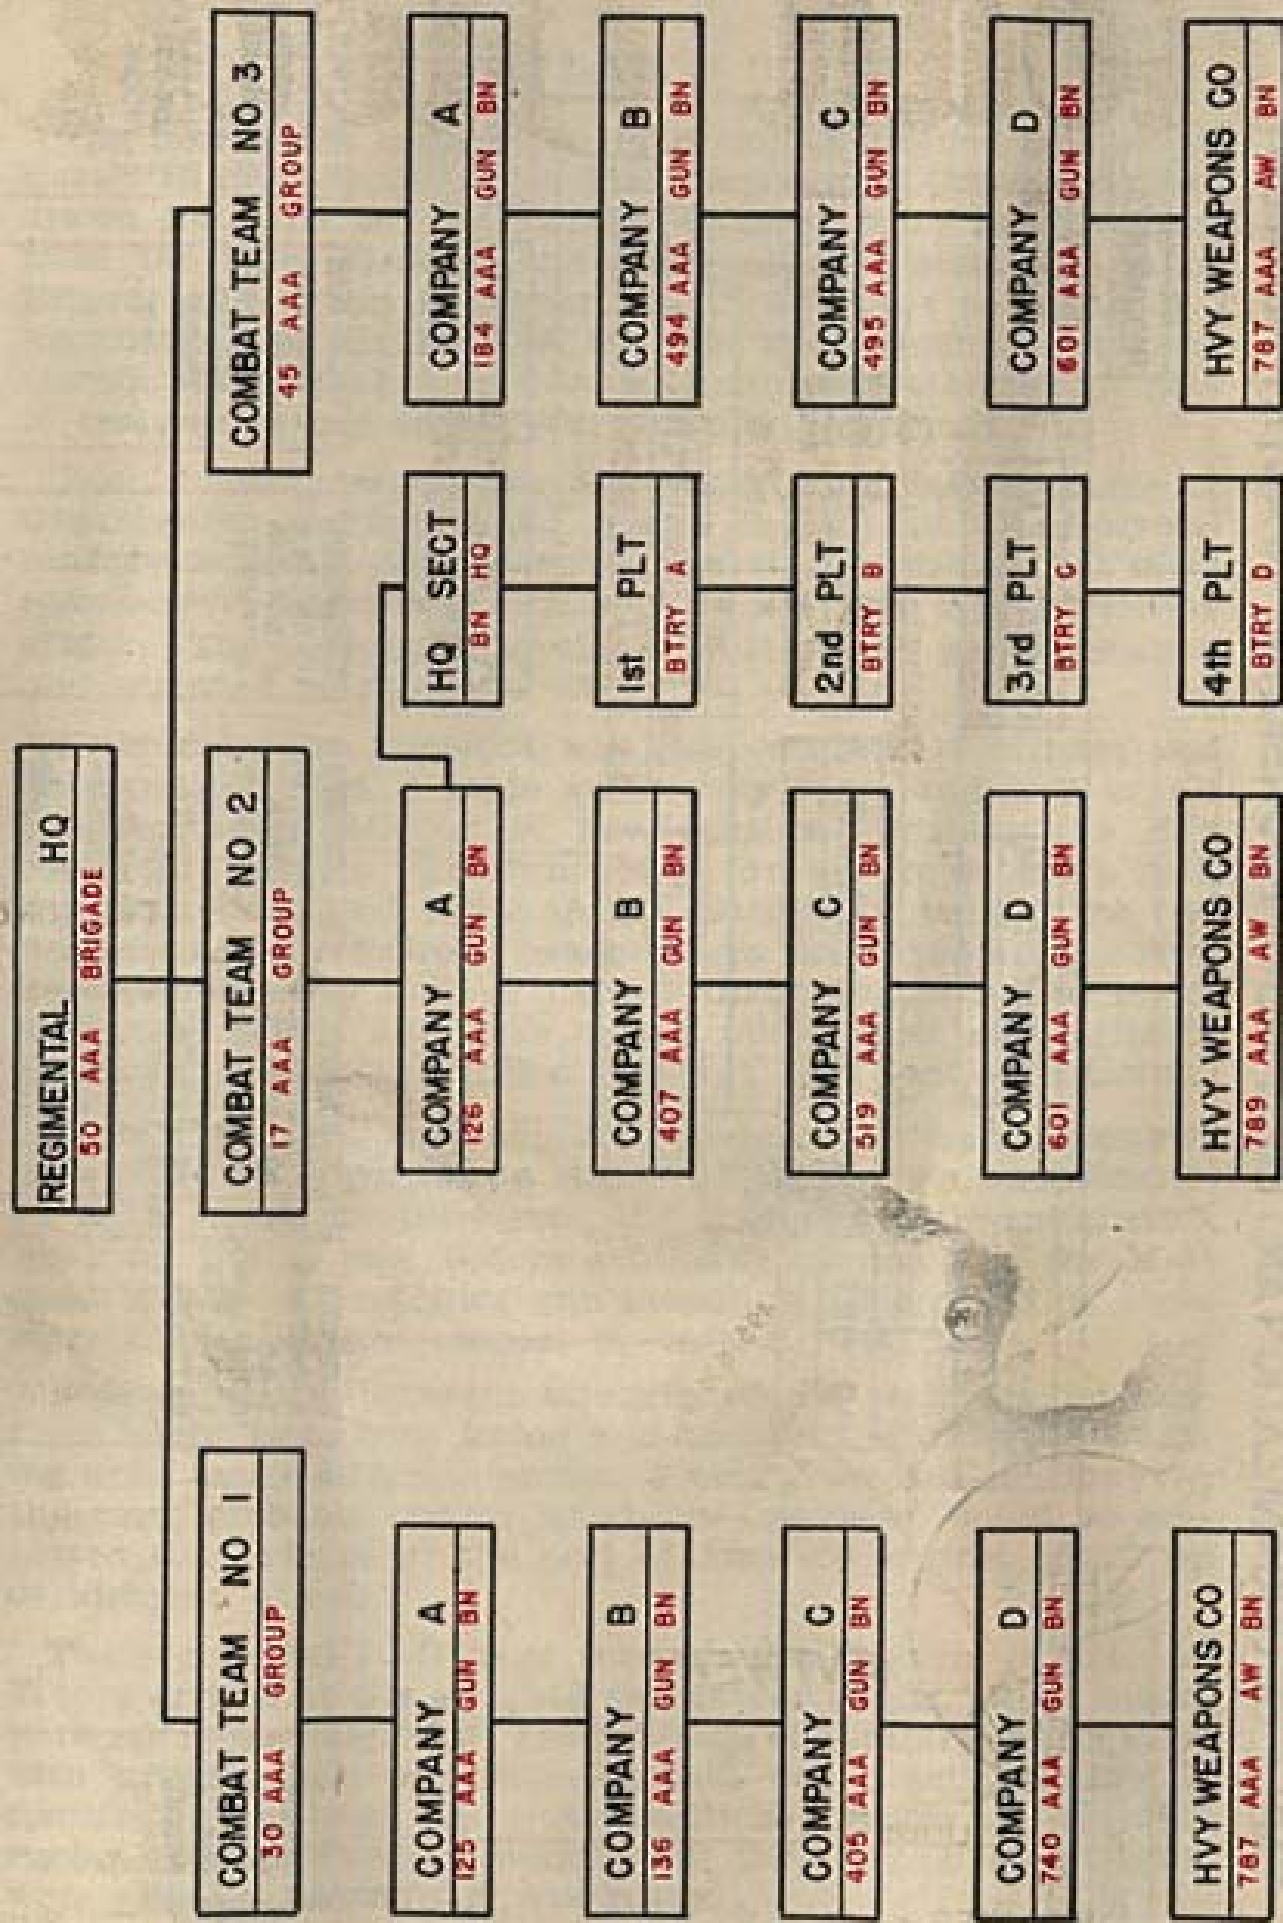 REGIMENTAL HQ
50 AAA BRIGADE
COMBAT TEAM NO 1
30 AAA GROUP
COMPANY A
125 AAA GUN BN
COMPANY B
136 AAA GUN BN
COMPANY C
405 AAA GUN BN
COMPANY D
740 AAA GUN BN
HVY WEAPONS CO
787 AAA AW BN
COMBAT TEAM NO 2
17 AAA GROUP
COMPANY A
126 AAA GUN BN
COMPANY B
407 AAA GUN BN
COMPANY C
519 AAA GUN BN
COMPANY D
601 AAA GUN BN
HVY WEAPONS CO
789 AAA AW BN
HQ SECT
BN HQ
1st PLT
BTRY A
2nd PLT
BTRY B
3rd PLT
BTRY C
4th PLT
BTRY D
COMBAT TEAM NO 3
45 AAA GROUP
COMPANY A
184 AAA GUN BN
COMPANY B
494 AAA GUN BN
COMPANY C
495 AAA GUN BN
COMPANY D
601 AAA GUN BN
HVY WEAPONS CO
787 AAA AW BN